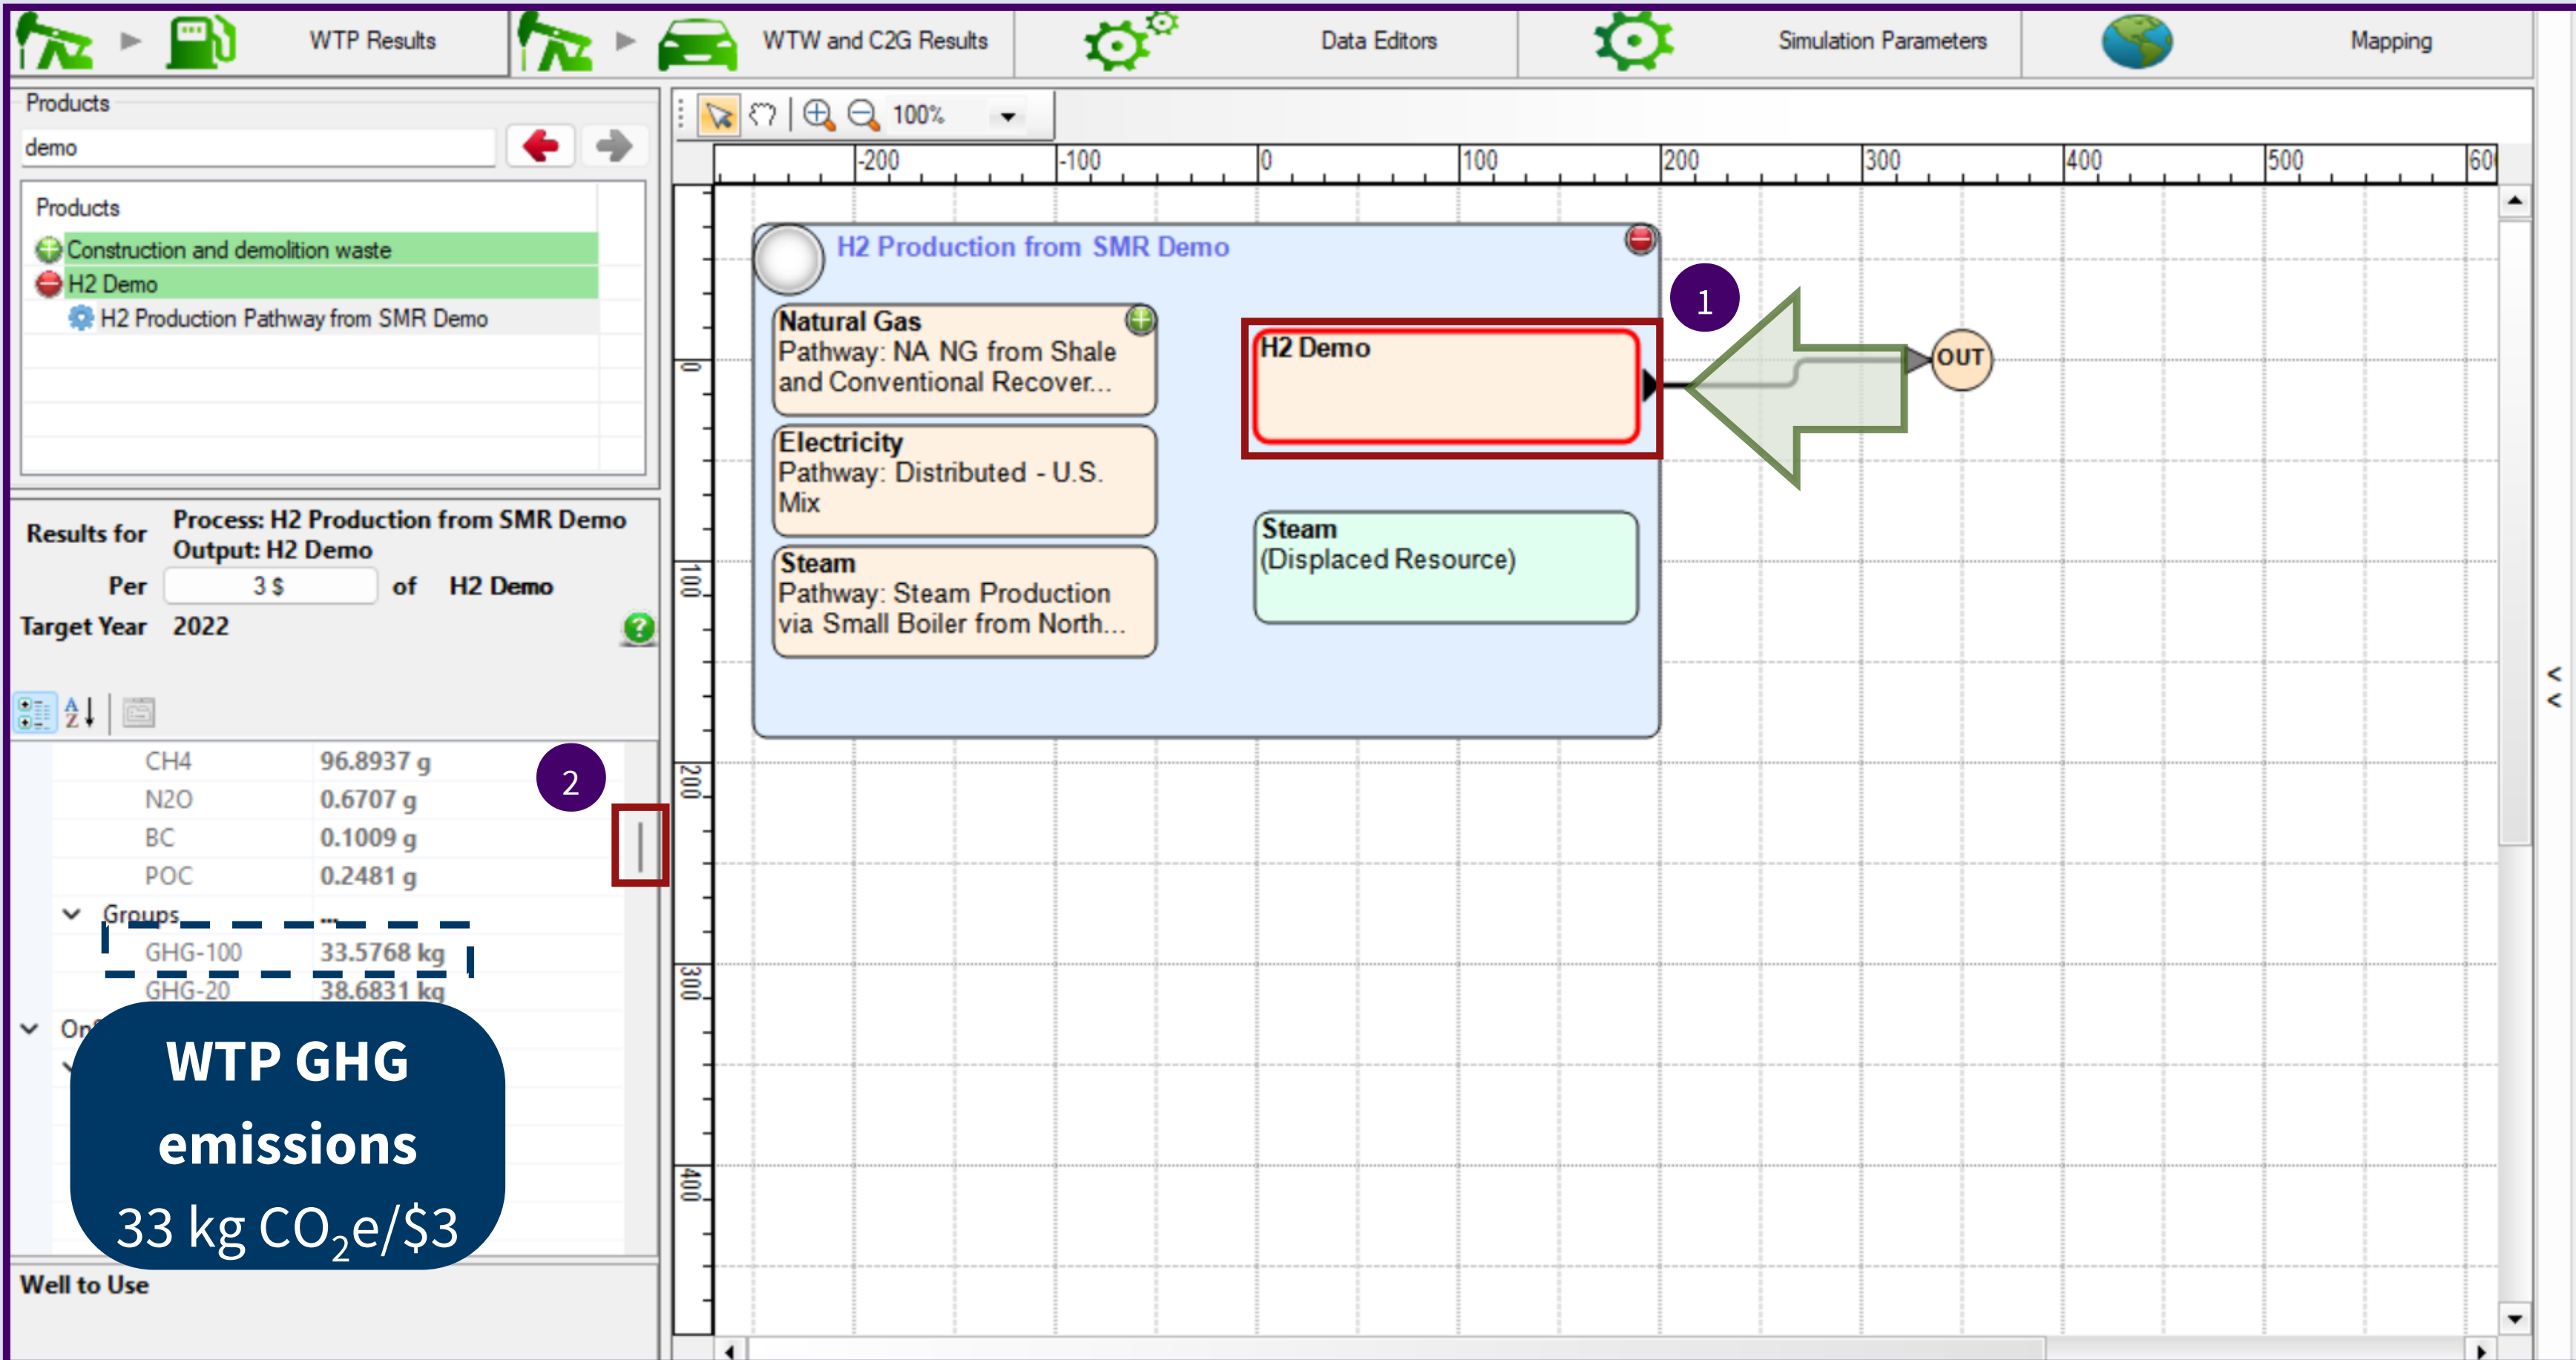 WTP Results
WTW and C2G Results
Data Editors
Simulation Parameters
Mapping
Products
demo
Products
Construction and demolition waste
H2 Demo
H2 Production Pathway from SMR Demo
Results for
Process: H2 Production from SMR Demo
Output: H2 Demo
Per 3 $ of H2 Demo
Target Year 2022
A
Z
CH4 96.8937 g
N2O 0.6707 g
BC 0.1009 g
POC 0.2481 g
Groups ...
GHG-100 33.5768 kg
GHG-20 38.6831 kg
WTP GHG
emissions
33 kg CO₂e/$3
Well to Use
100%
-200 -100 0 100 200 300 400 500
0
100
200
300
400
H2 Production from SMR Demo
Natural Gas
Pathway: NA NG from Shale
and Conventional Recover...
Electricity
Pathway: Distributed - U.S.
Mix
Steam
Pathway: Steam Production
via Small Boiler from North...
H2 Demo
Steam
(Displaced Resource)
OUT
1
2
<
<